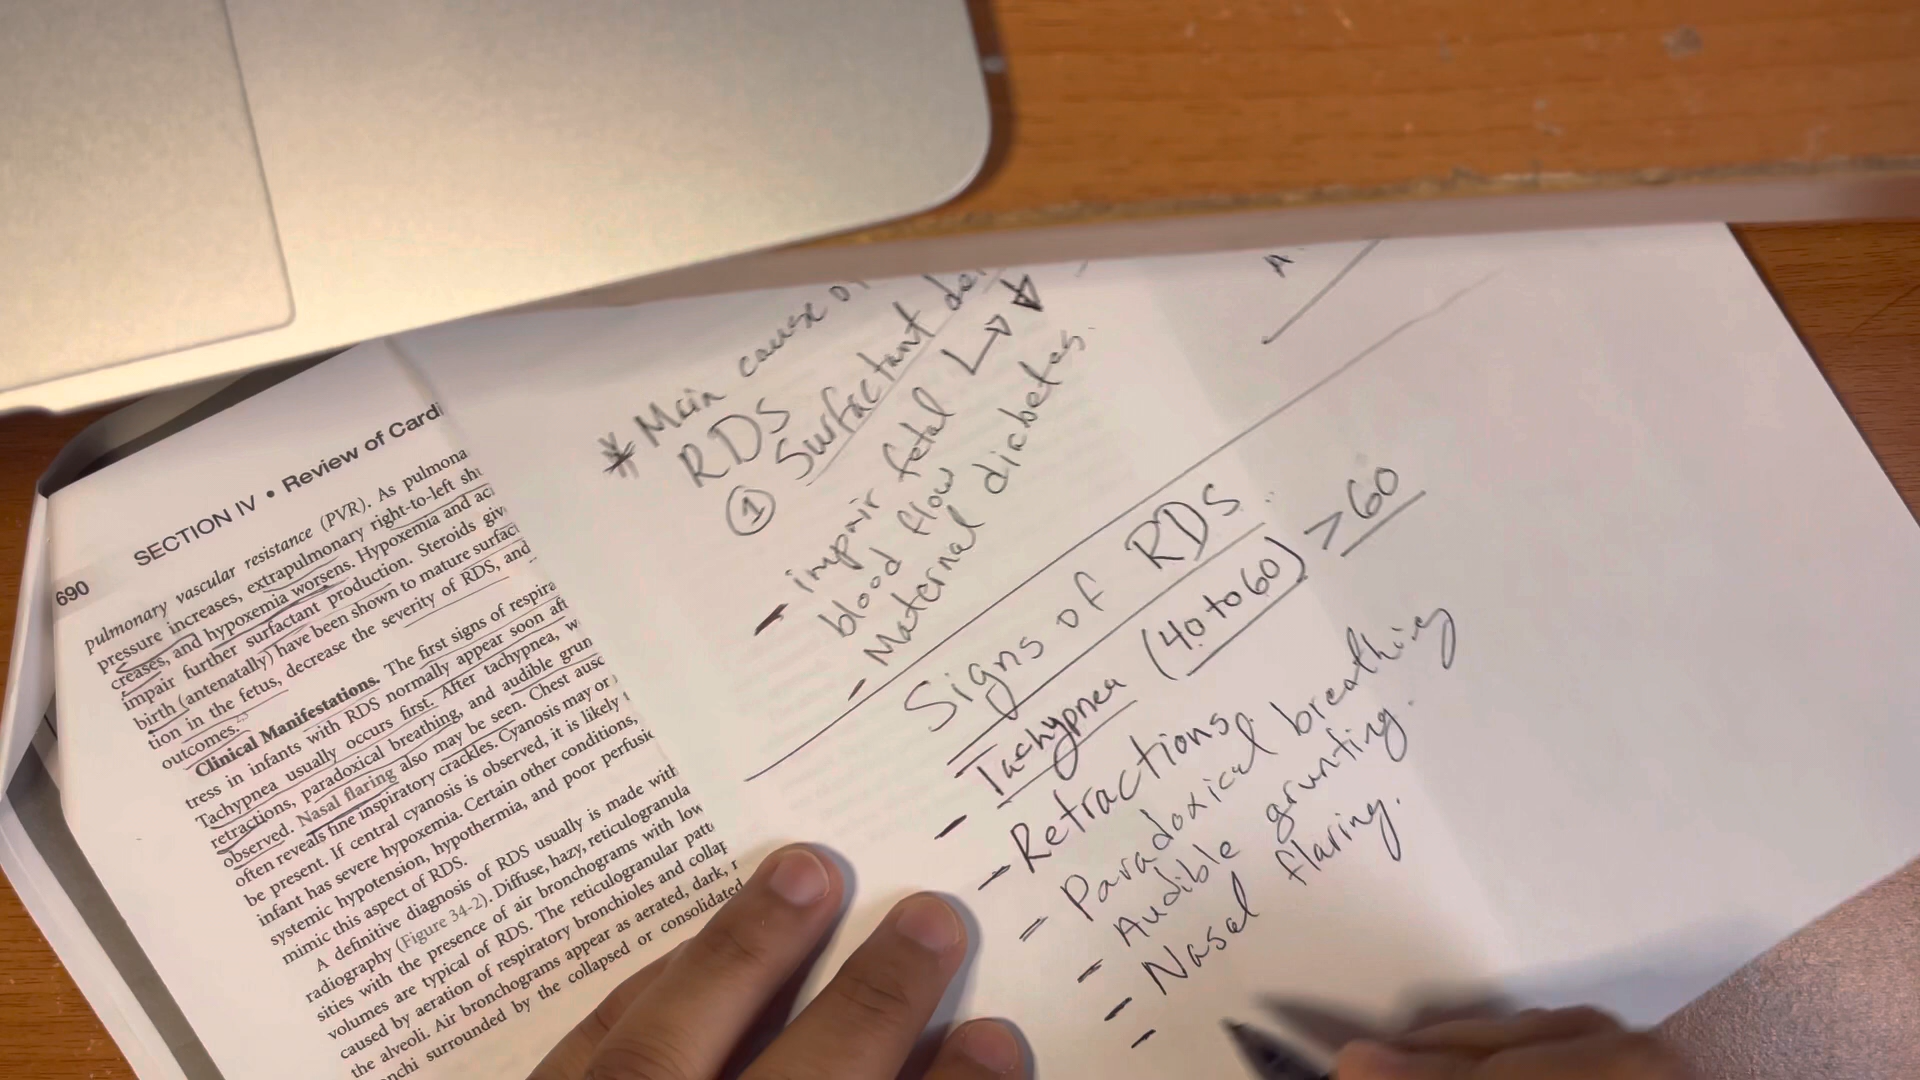 690 SECTION IV • Review of Cardi
pulmonary vascular resistance (PVR). As pulmona
pressure increases, extrapulmonary right-to-left shu
creases, and hypoxemia worsens. Hypoxemia and aci
impair further surfactant production. Steroids giv
birth (antenatally) have been shown to mature surfac
tion in the fetus, decrease the severity of RDS, and
outcomes.
Clinical Manifestations. The first signs of respira
tress in infants with RDS normally appear soon aft
Tachypnea usually occurs first. After tachypnea, w
retractions, paradoxical breathing, and audible grun
observed. Nasal flaring also may be seen. Chest ausc
often reveals fine inspiratory crackles. Cyanosis may or
be present. If central cyanosis is observed, it is likely
infant has severe hypoxemia. Certain other conditions,
systemic hypotension, hypothermia, and poor perfusio
mimic this aspect of RDS.
A definitive diagnosis of RDS usually is made with
radiography (Figure 34-2). Diffuse, hazy, reticulogranula
sities with the presence of air bronchograms with low
volumes are typical of RDS. The reticulogranular patte
caused by aeration of respiratory bronchioles and collap
the alveoli. Air bronchograms appear as aerated, dark, r
nchi surrounded by the collapsed or consolidated
* Main cause
RDS
① Surfactant
- impair fetal
blood flow
- Maternal diabetes.
Signs of RDS
- Tachypnea (40 to 60) > 60
- Retractions
- Paradoxical breathing
- Audible grunting.
- Nasal flaring.
-